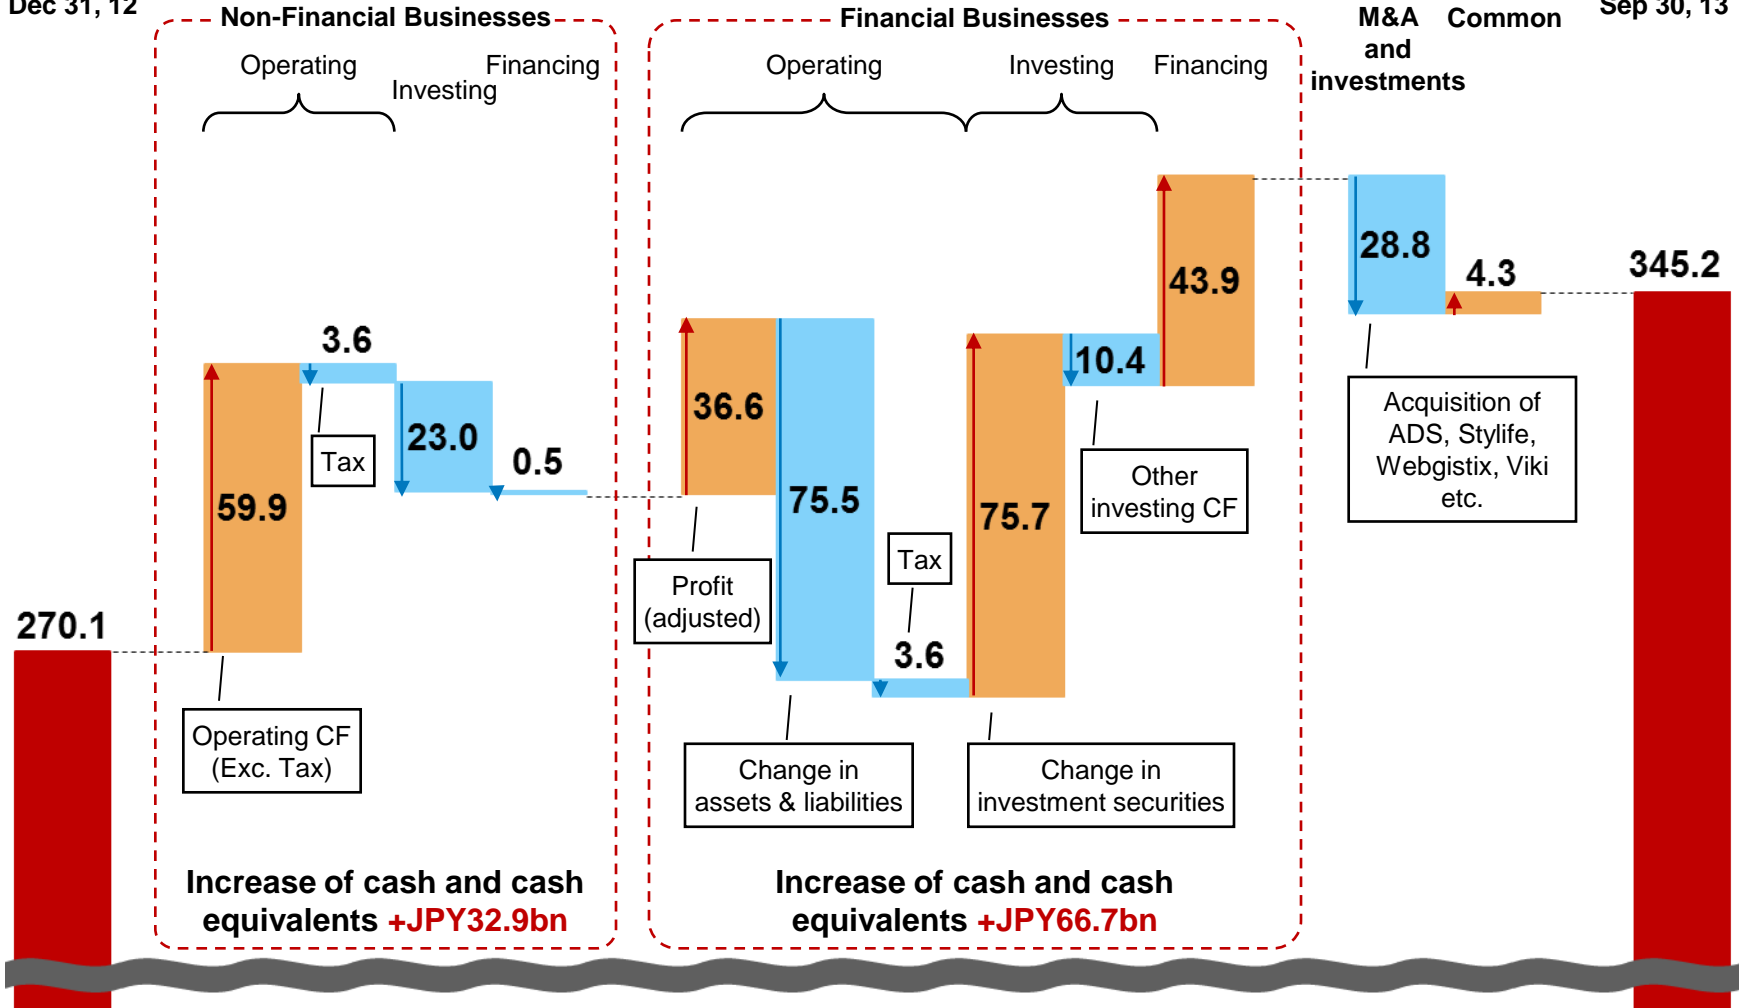 Dec 31, 12
Non-Financial Businesses
Financial Businesses
M&A
and
investments
Common
Sep 30, 13
Operating
Investing
Financing
Operating
Investing
Financing
270.1
59.9
3.6
23.0
0.5
36.6
75.5
3.6
75.7
10.4
43.9
28.8
4.3
345.2
Tax
Operating CF
(Exc. Tax)
Profit
(adjusted)
Tax
Change in
assets & liabilities
Change in
investment securities
Other
investing CF
Acquisition of
ADS, Stylife,
Webgistix, Viki
etc.
Increase of cash and cash
equivalents +JPY32.9bn
Increase of cash and cash
equivalents +JPY66.7bn